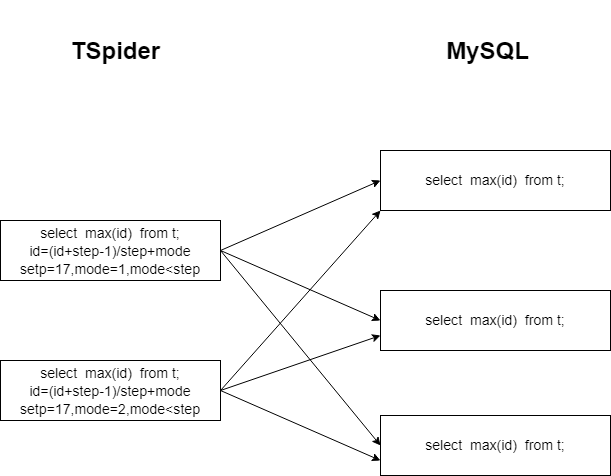 TSpider
MySQL
select max(id) from t;
select max(id) from t;
id=(id+step-1)/step+mode
setp=17,mode=1,mode<step
select max(id) from t;
select max(id) from t;
id=(id+step-1)/step+mode
setp=17,mode=2,mode<step
select max(id) from t;